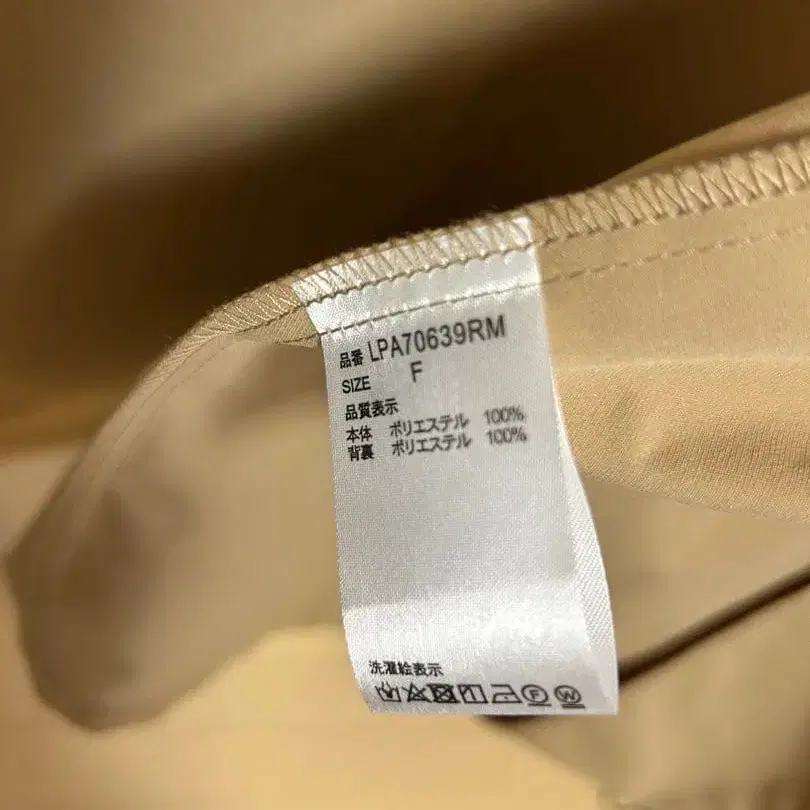 品番 LPA70639RM
SIZE F
品質表示
本体 ポリエステル 100%
背裏 ポリエステル 100%
洗濯絵表示
F W